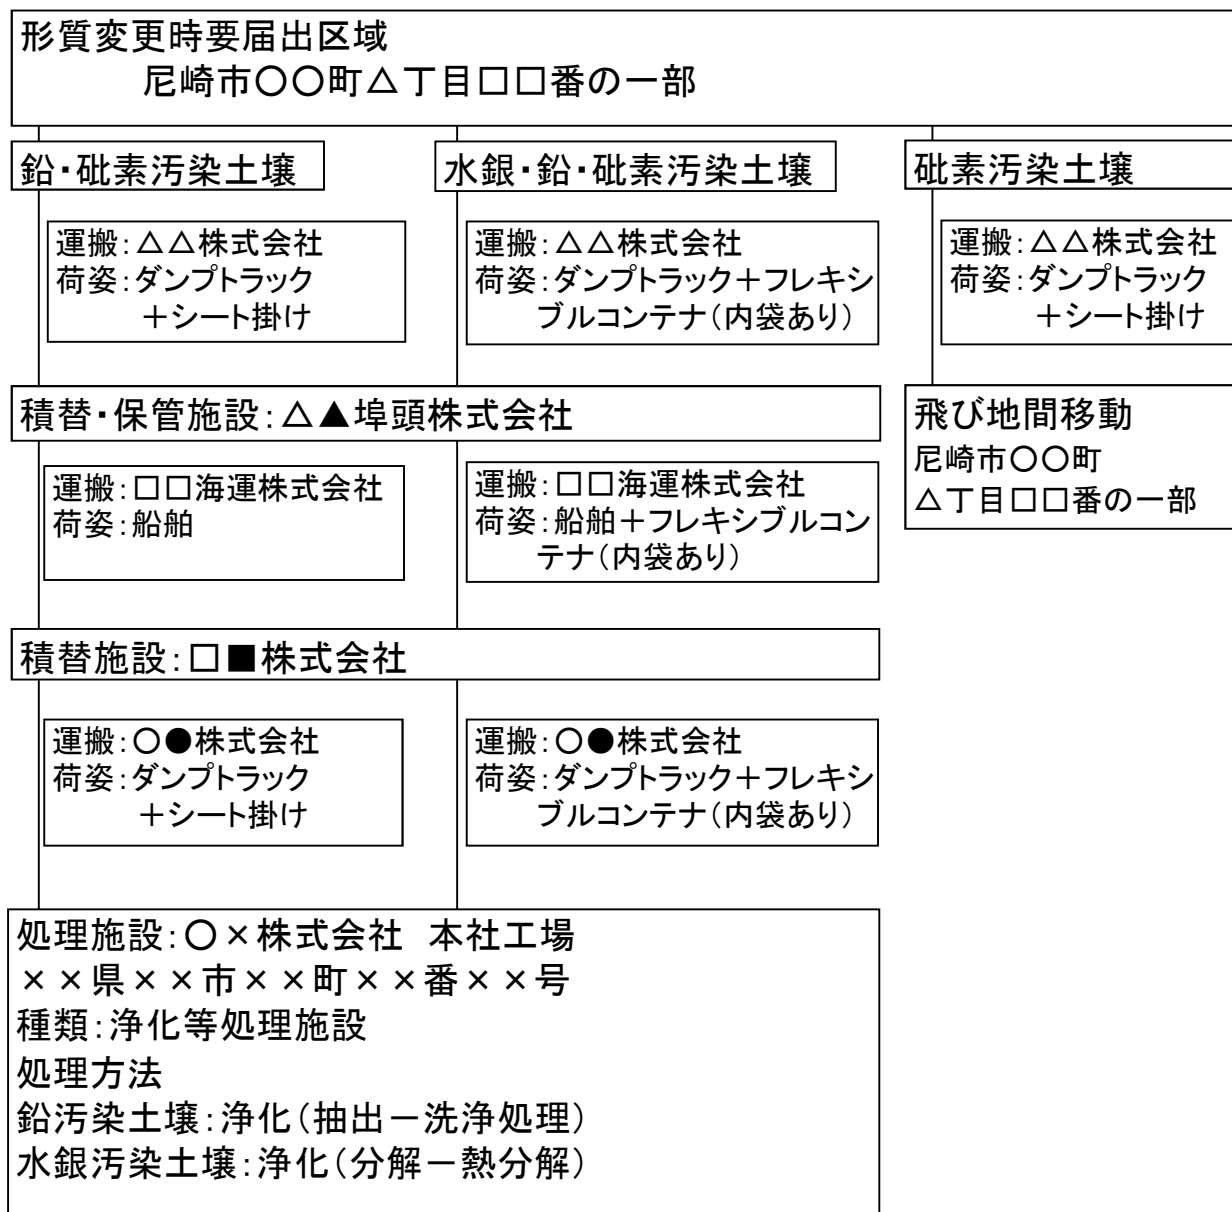 形質変更時要届出区域
尼崎市〇〇町△丁目□□番の一部
鉛・砒素汚染土壌
水銀・鉛・砒素汚染土壌
砒素汚染土壌
運搬：△△株式会社
荷姿：ダンプトラック
＋シート掛け
運搬：△△株式会社
荷姿：ダンプトラック＋フレキシ
ブルコンテナ（内袋あり）
運搬：△△株式会社
荷姿：ダンプトラック
＋シート掛け
積替・保管施設：△▲埠頭株式会社
飛び地間移動
尼崎市〇〇町
△丁目□□番の一部
運搬：□□海運株式会社
荷姿：船舶
運搬：□□海運株式会社
荷姿：船舶＋フレキシブルコン
テナ（内袋あり）
積替施設：□■株式会社
運搬：〇●株式会社
荷姿：ダンプトラック
＋シート掛け
運搬：〇●株式会社
荷姿：ダンプトラック＋フレキシ
ブルコンテナ（内袋あり）
処理施設：〇×株式会社　本社工場
××県××市××町××番××号
種類：浄化等処理施設
処理方法
鉛汚染土壌：浄化（抽出－洗浄処理）
水銀汚染土壌：浄化（分解－熱分解）